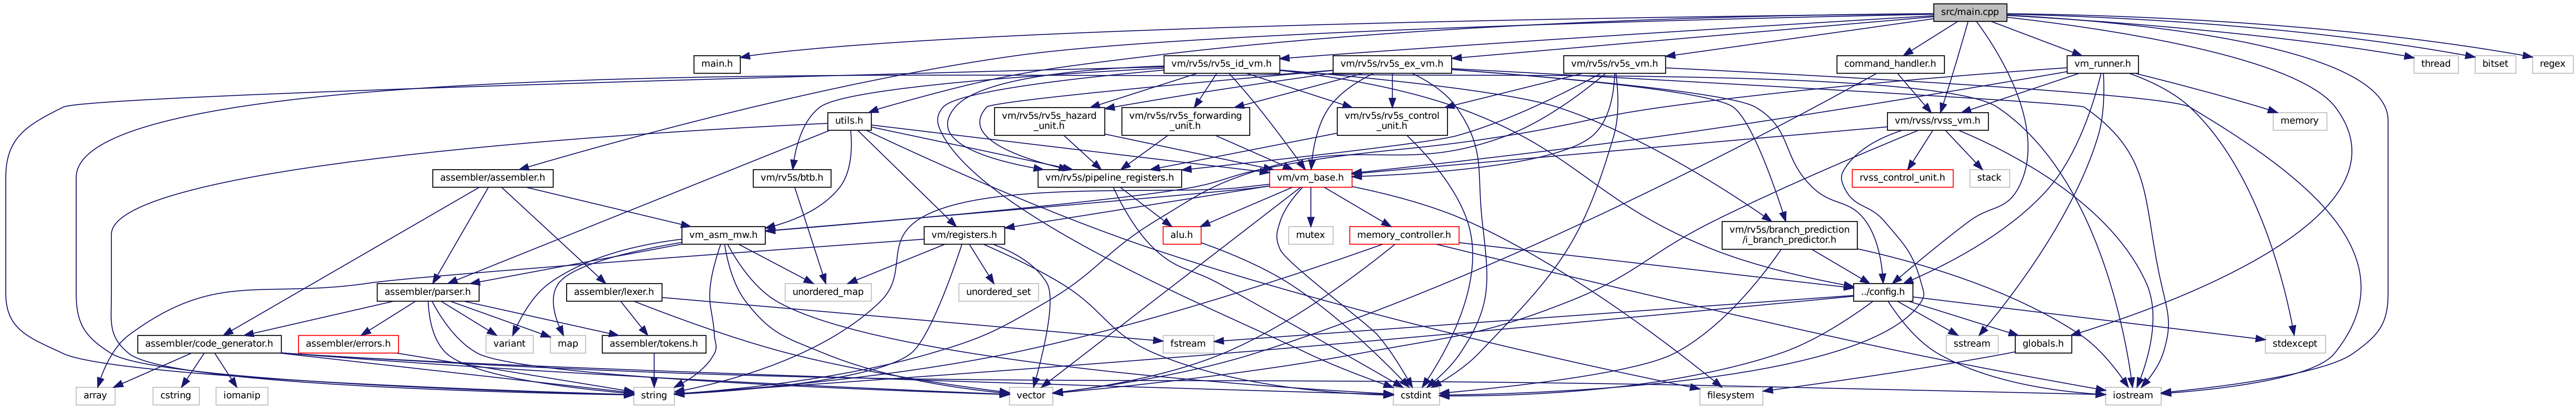 src/main.cpp
main.h
vm/rv5s/rv5s_id_vm.h
vm/rv5s/rv5s_ex_vm.h
vm/rv5s/rv5s_vm.h
command_handler.h
vm_runner.h
thread
bitset
regex
utils.h
vm/rv5s/rv5s_hazard
_unit.h
vm/rv5s/rv5s_forwarding
_unit.h
vm/rv5s/rv5s_control
_unit.h
vm/rvss/rvss_vm.h
memory
assembler/assembler.h
vm/rv5s/btb.h
vm/rv5s/pipeline_registers.h
vm/vm_base.h
rvss_control_unit.h
stack
vm_asm_mw.h
vm/registers.h
alu.h
mutex
memory_controller.h
vm/rv5s/branch_prediction
/i_branch_predictor.h
assembler/parser.h
assembler/lexer.h
unordered_map
unordered_set
../config.h
assembler/code_generator.h
assembler/errors.h
variant
map
assembler/tokens.h
fstream
sstream
globals.h
stdexcept
array
cstring
iomanip
string
vector
cstdint
filesystem
iostream